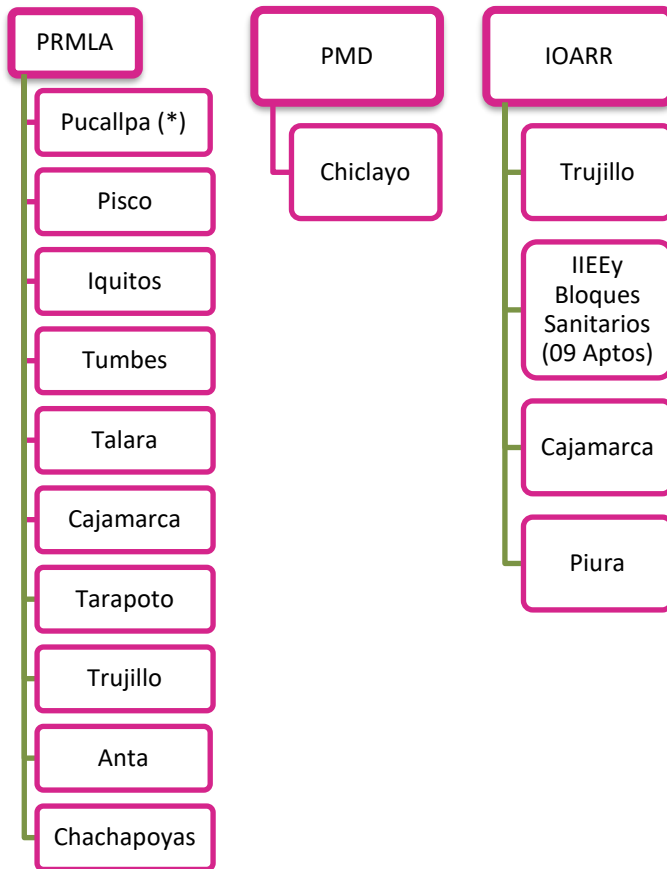 PRMLA
Pucallpa (*)
Pisco
Iquitos
Tumbes
Talara
Cajamarca
Tarapoto
Trujillo
Anta
Chachapoyas
PMD
Chiclayo
IOARR
Trujillo
IIEEy
Bloques
Sanitarios
(09 Aptos)
Cajamarca
Piura